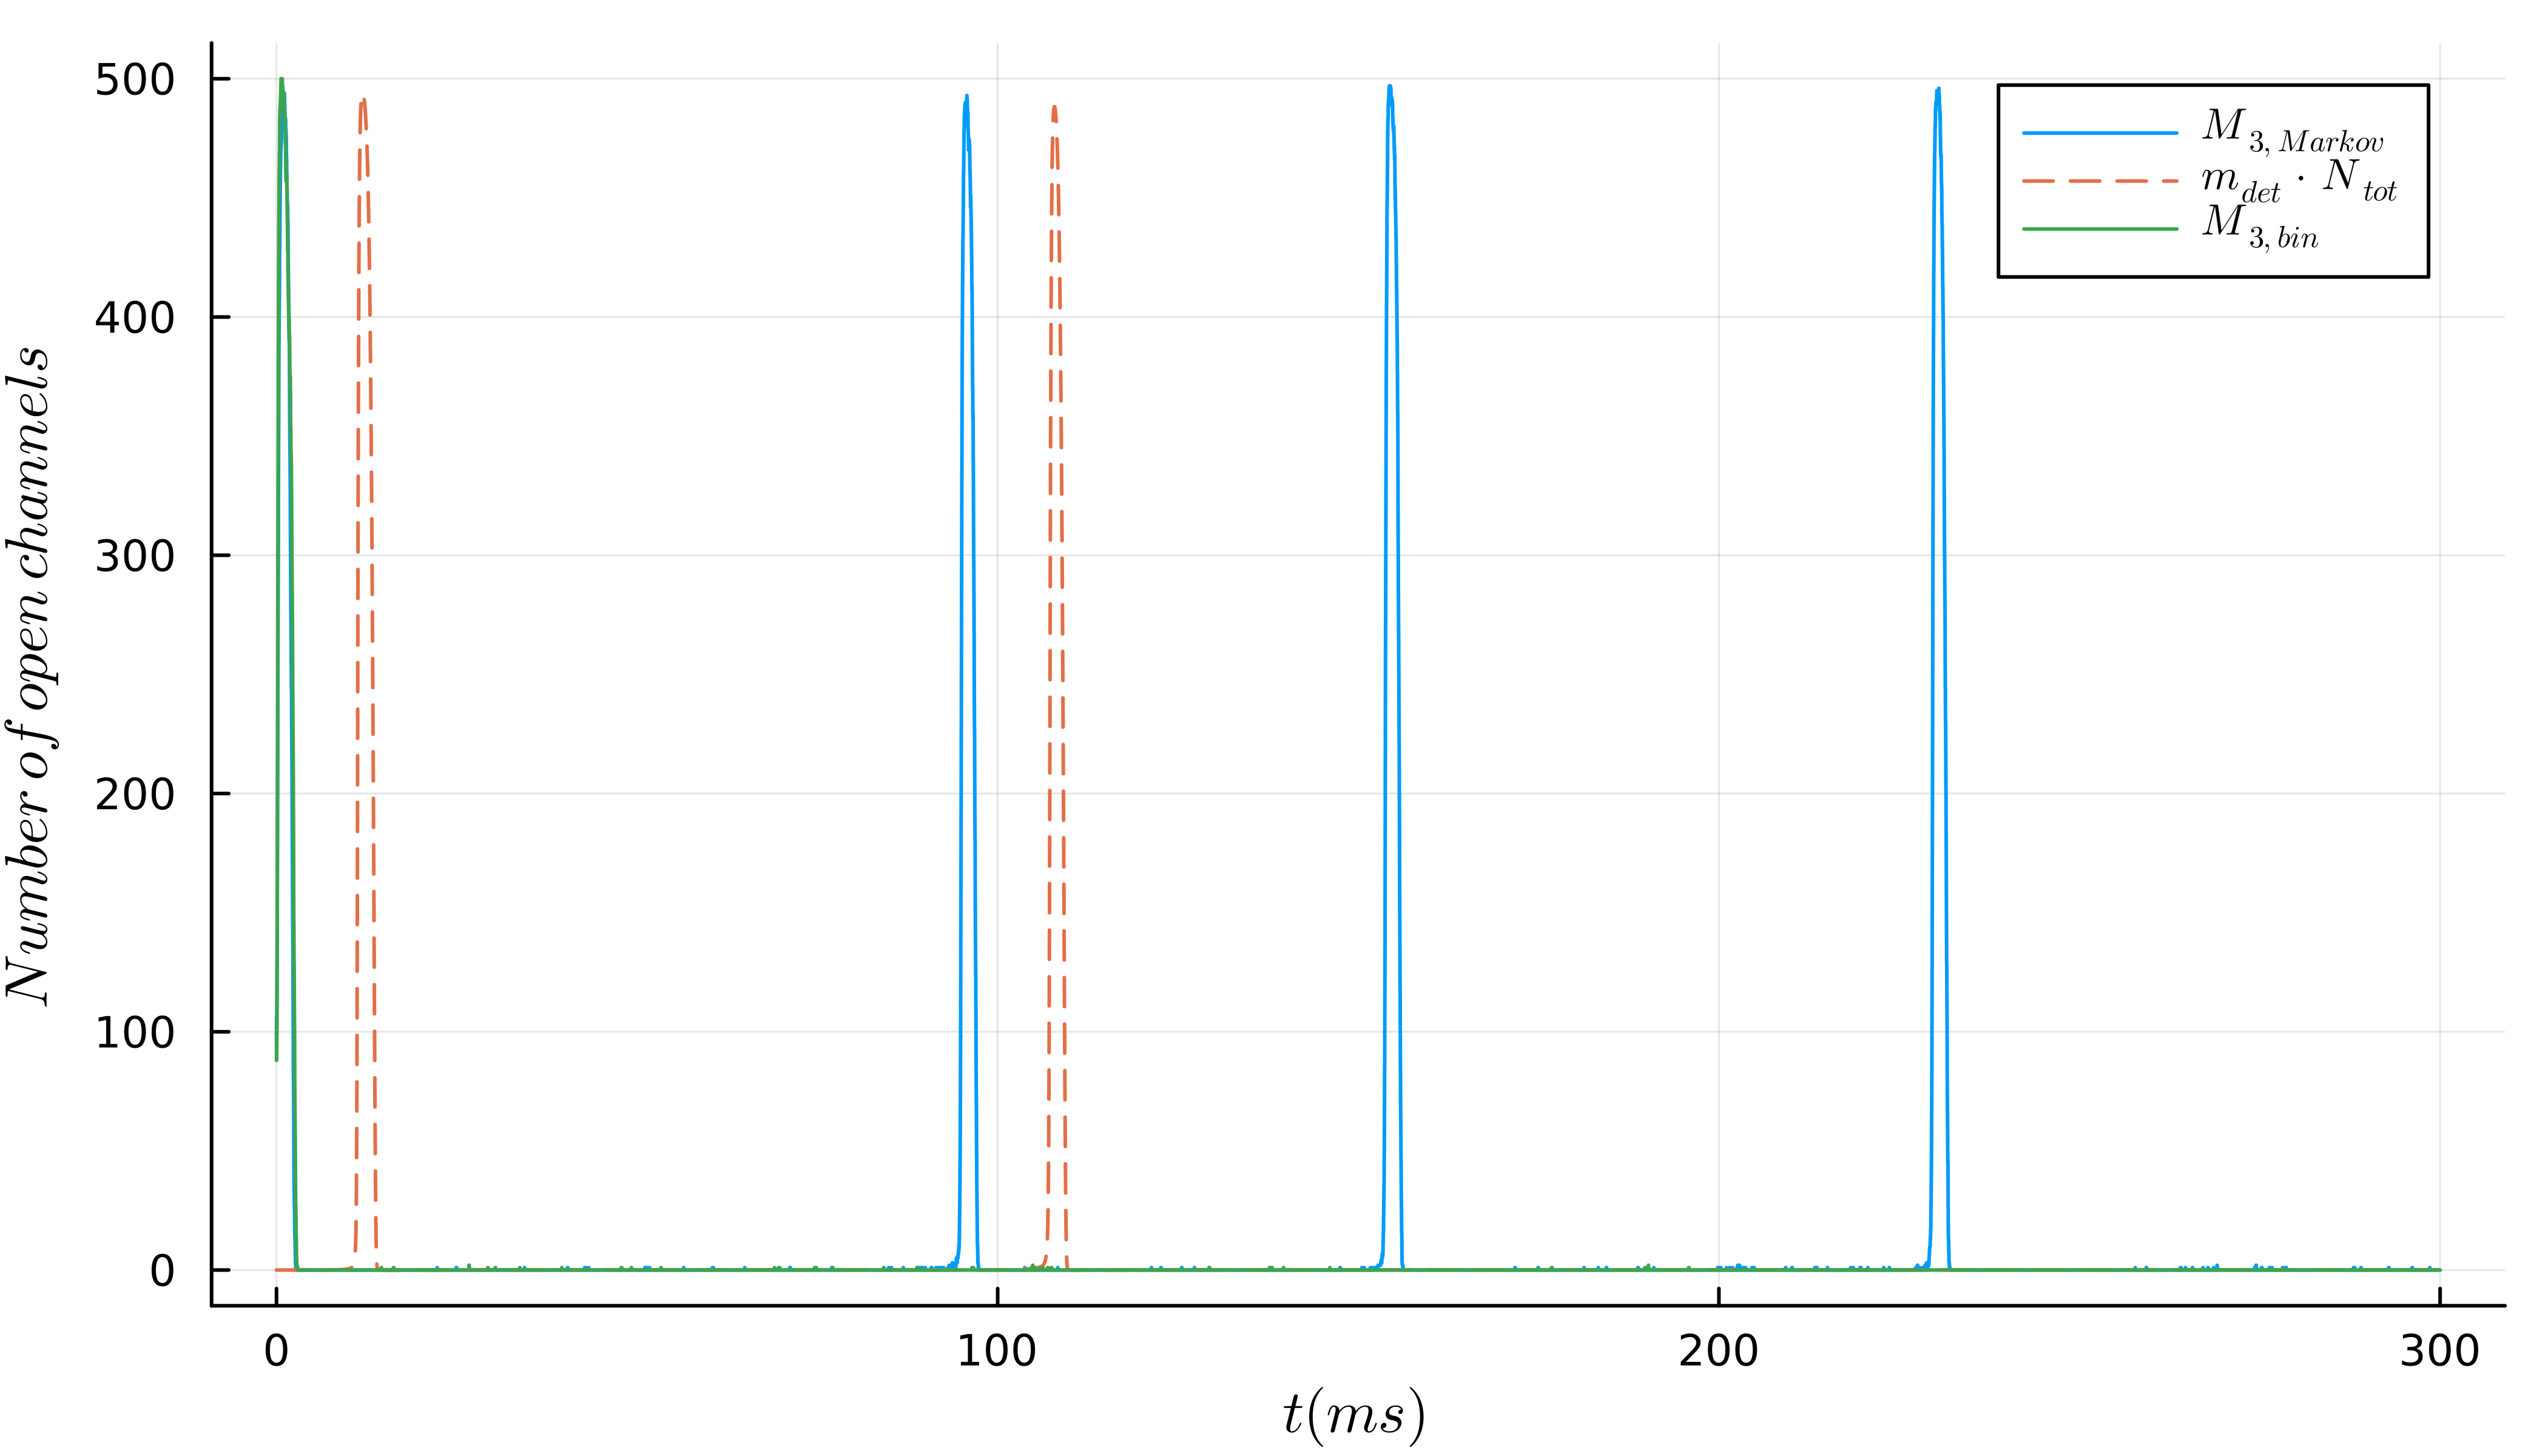 500
400
300
200
100
0
Number of open channels
M3, Markov
mdet · Ntot
M3, bin
0 100 200 300
t(ms)